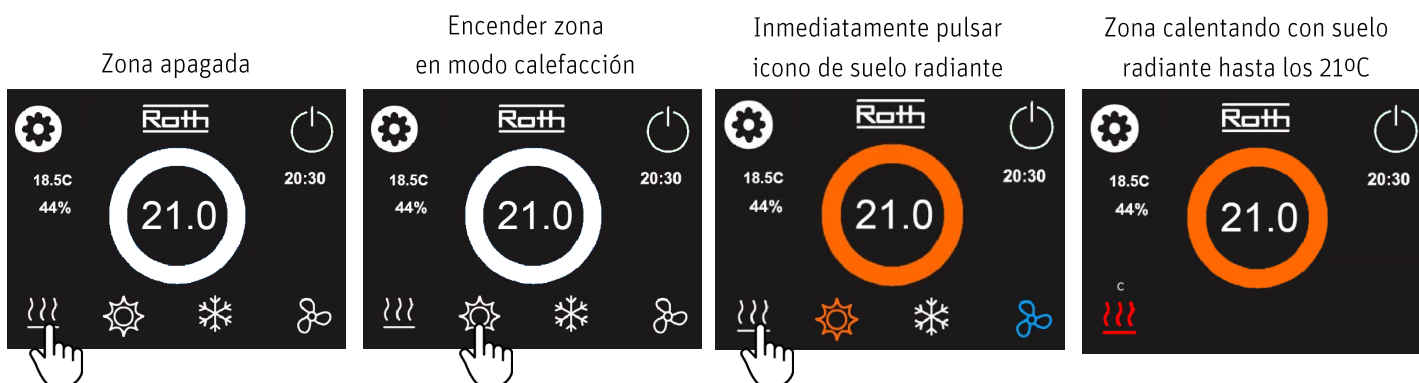 Zona apagada
Encender zona
en modo calefacción
Inmediatamente pulsar
icono de suelo radiante
Zona calentando con suelo
radiante hasta los 21ºC
Roth
18.5C
20:30
44%
21.0
Roth
18.5C
20:30
44%
21.0
Roth
18.5C
20:30
44%
21.0
Roth
18.5C
20:30
44%
21.0
C